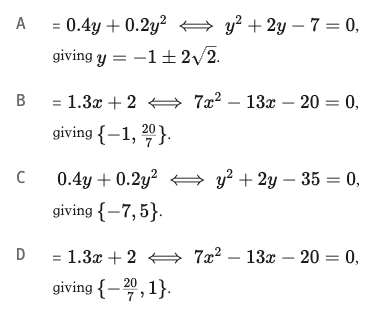 A = 0.4y + 0.2y² ⟺ y² + 2y − 7 = 0,
giving y = −1 ± 2√2.
B = 1.3x + 2 ⟺ 7x² − 13x − 20 = 0,
giving {−1, 20/7}.
C 0.4y + 0.2y² ⟺ y² + 2y − 35 = 0,
giving {−7, 5}.
D = 1.3x + 2 ⟺ 7x² − 13x − 20 = 0,
giving {−20/7, 1}.